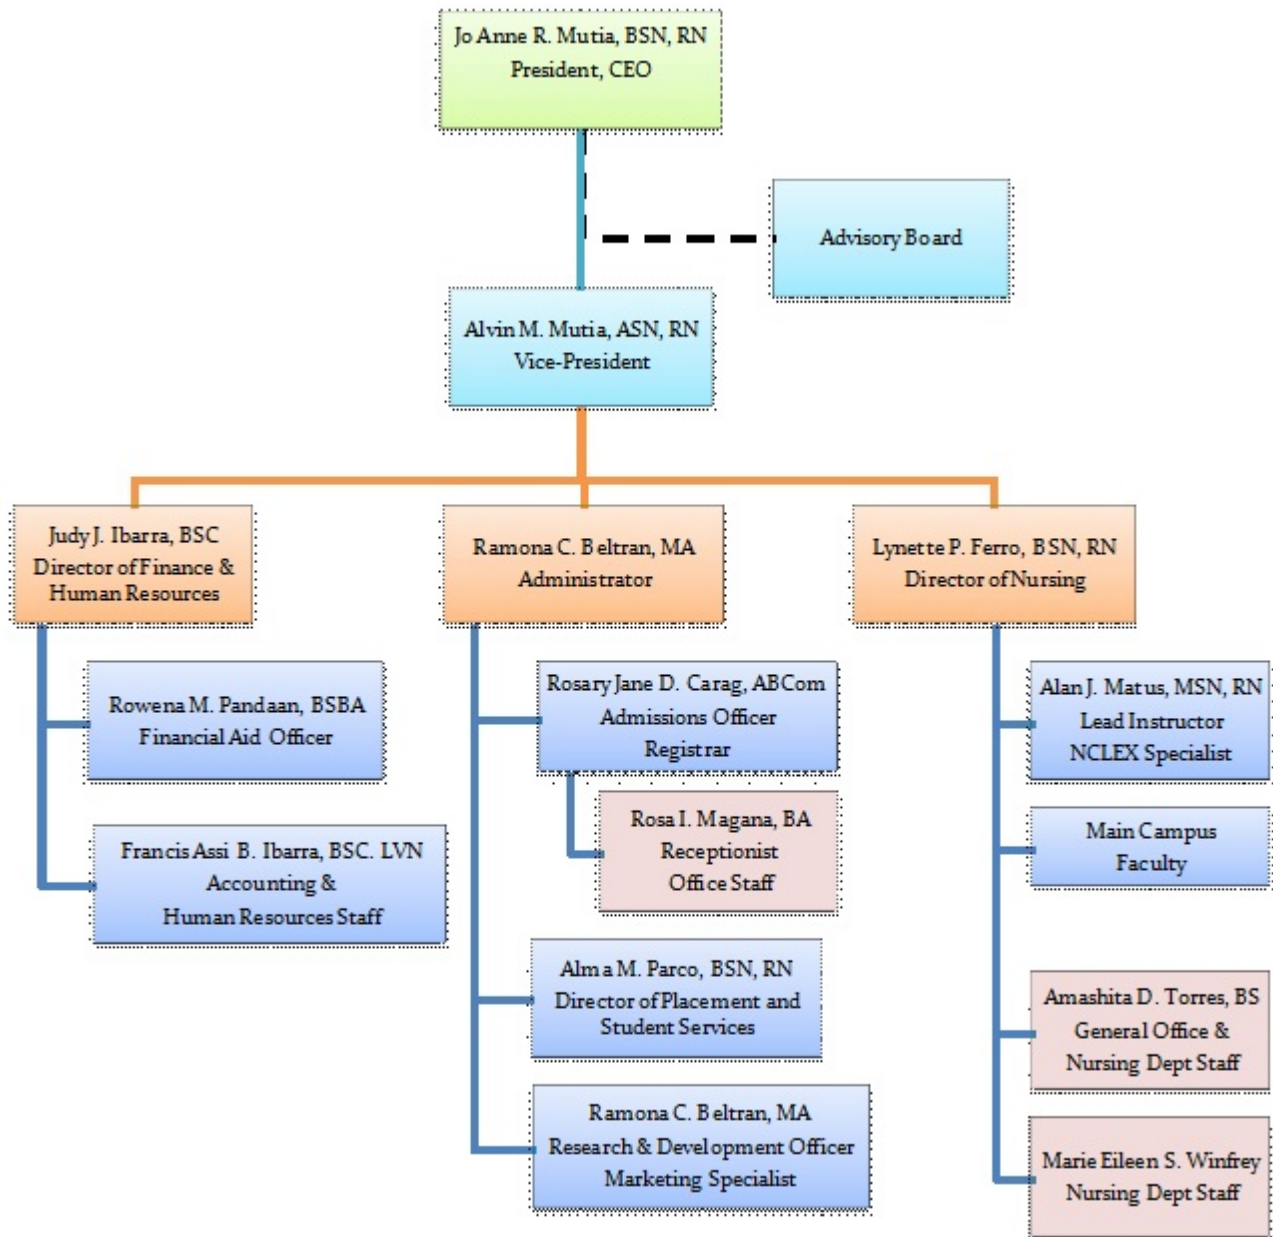 Jo Anne R. Mutia, BSN, RN
President, CEO
Advisory Board
Alvin M. Mutia, ASN, RN
Vice-President
Judy J. Ibarra, BSC
Director of Finance &
Human Resources
Ramona C. Beltran, MA
Administrator
Lynette P. Ferro, BSN, RN
Director of Nursing
Rowena M. Pandaan, BSBA
Financial Aid Officer
Francis Assi B. Ibarra, BSC. LVN
Accounting &
Human Resources Staff
Rosary Jane D. Carag, ABCom
Admissions Officer
Registrar
Rosa I. Magana, BA
Receptionist
Office Staff
Alma M. Parco, BSN, RN
Director of Placement and
Student Services
Ramona C. Beltran, MA
Research & Development Officer
Marketing Specialist
Alan J. Matus, MSN, RN
Lead Instructor
NCLEX Specialist
Main Campus
Faculty
Amashita D. Torres, BS
General Office &
Nursing Dept Staff
Marie Eileen S. Winfrey
Nursing Dept Staff